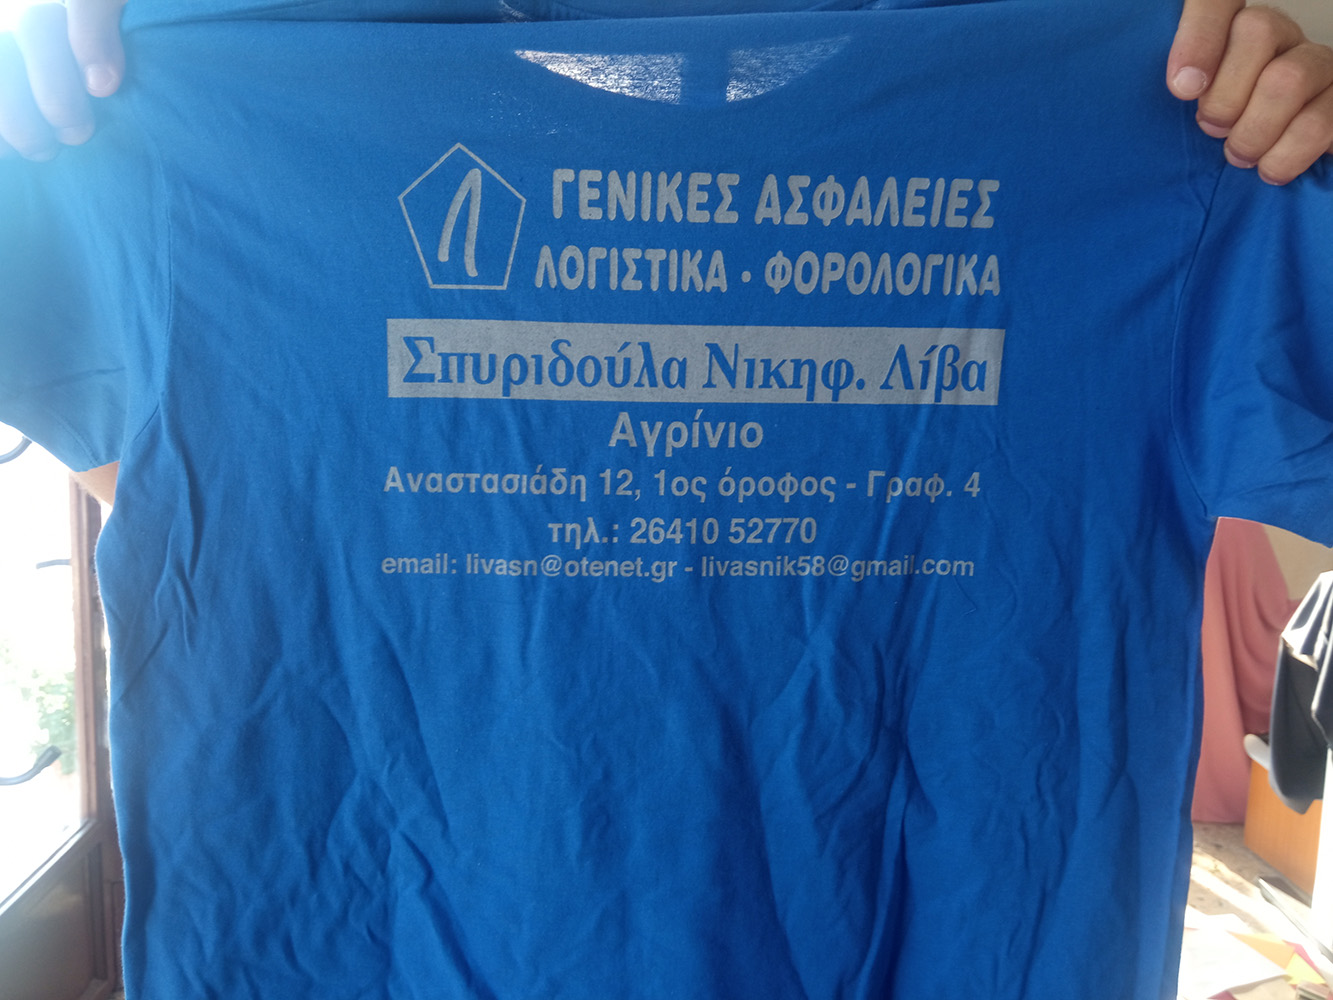 Λ
ΓΕΝΙΚΕΣ ΑΣΦΑΛΕΙΕΣ
ΛΟΓΙΣΤΙΚΑ · ΦΟΡΟΛΟΓΙΚΑ
Σπυριδούλα Νικηφ. Λίβα
Αγρίνιο
Αναστασιάδη 12, 1ος όροφος - Γραφ. 4
τηλ.: 26410 52770
email: livasn@otenet.gr - livasnik58@gmail.com